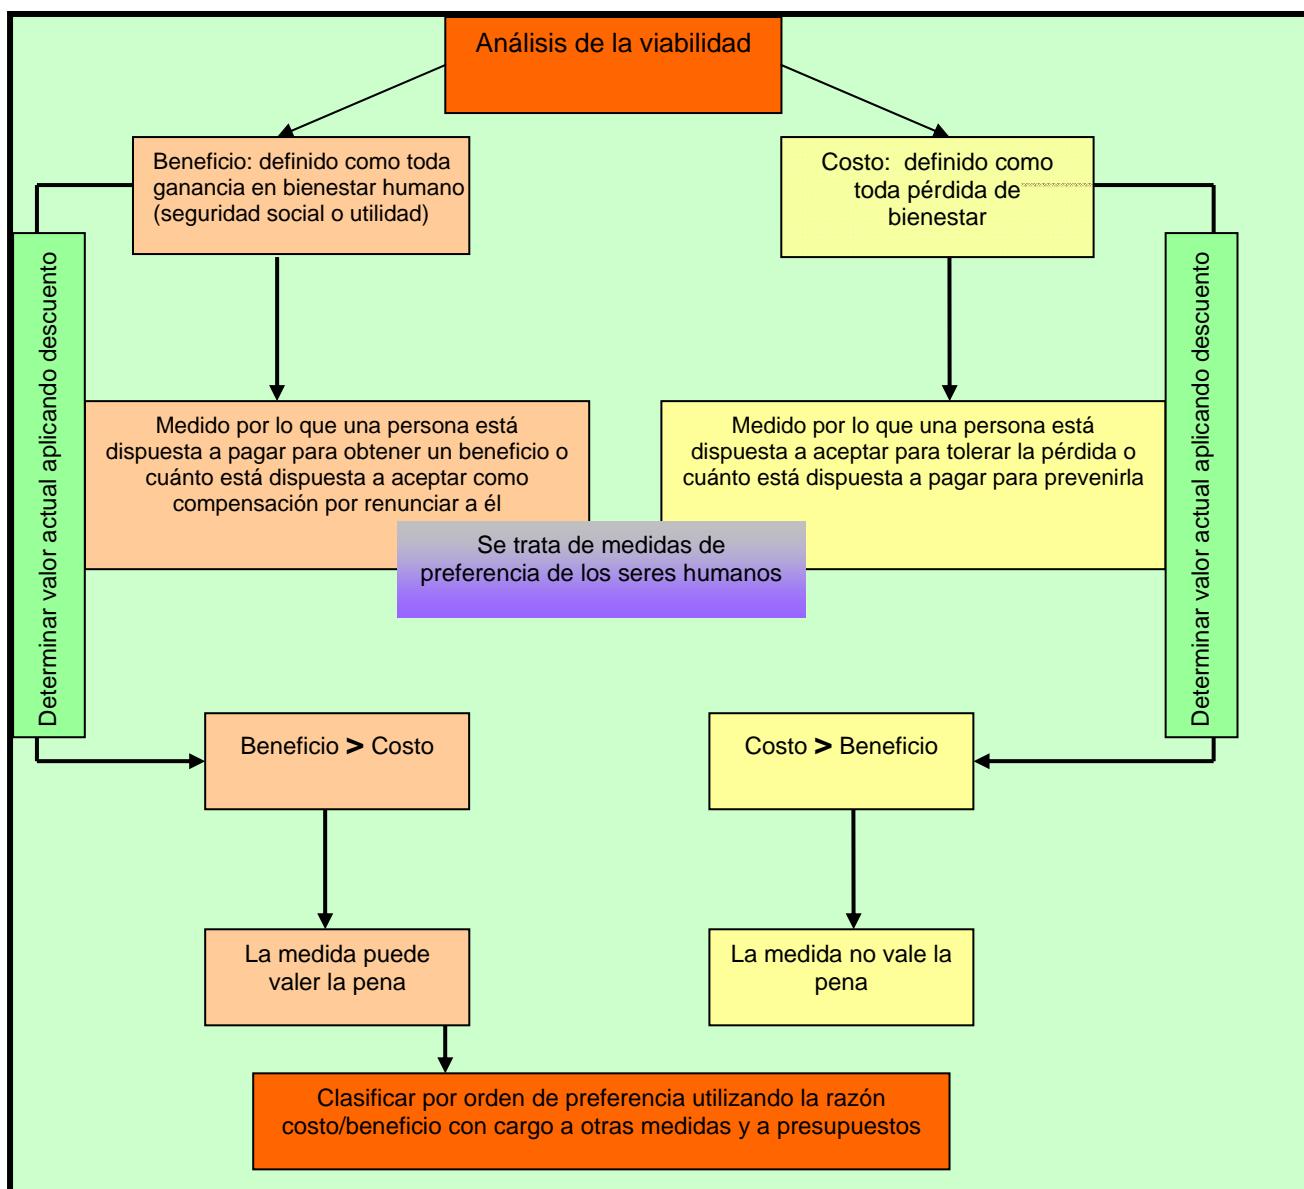 Análisis de la viabilidad
Beneficio: definido como toda
ganancia en bienestar humano
(seguridad social o utilidad)
Costo:  definido como
toda pérdida de
bienestar
Determinar valor actual aplicando descuento
Determinar valor actual aplicando descuento
Medido por lo que una persona está
dispuesta a pagar para obtener un beneficio o
cuánto está dispuesta a aceptar como
compensación por renunciar a él
Medido por lo que una persona está
dispuesta a aceptar para tolerar la pérdida o
cuánto está dispuesta a pagar para prevenirla
Se trata de medidas de
preferencia de los seres humanos
Beneficio > Costo
Costo > Beneficio
La medida puede
valer la pena
La medida no vale la
pena
Clasificar por orden de preferencia utilizando la razón
costo/beneficio con cargo a otras medidas y a presupuestos